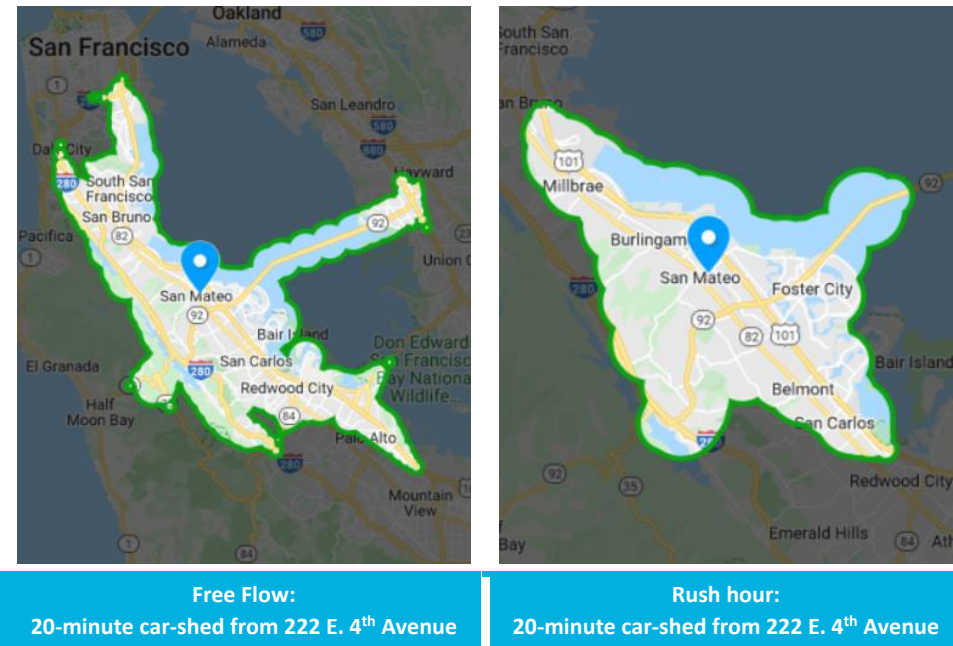 Oakland
San Francisco
Alameda
580
1
San Leandro
580
880
Daly City
280
Hayward
South San
Francisco
San Bruno
92
Pacifica
82
1
Union C
San Mateo
92
Bair Island
Don Edward
San Francisc
Bay Nationa
Wildlife...
El Granada
San Carlos
280
Redwood City
Half
Moon Bay
84
Palo Alto
280
Mountain
View
1
84
South San
Francisco
an Bruno
101
Millbrae
92
Burlingam
San Mateo
280
Foster City
92
82
101
Bair Island
Belmont
San Carlos
280
92
35
Redwood City
Emerald Hills
84
Ath
Bay
Free Flow:
20-minute car-shed from 222 E. 4th Avenue
Rush hour:
20-minute car-shed from 222 E. 4th Avenue